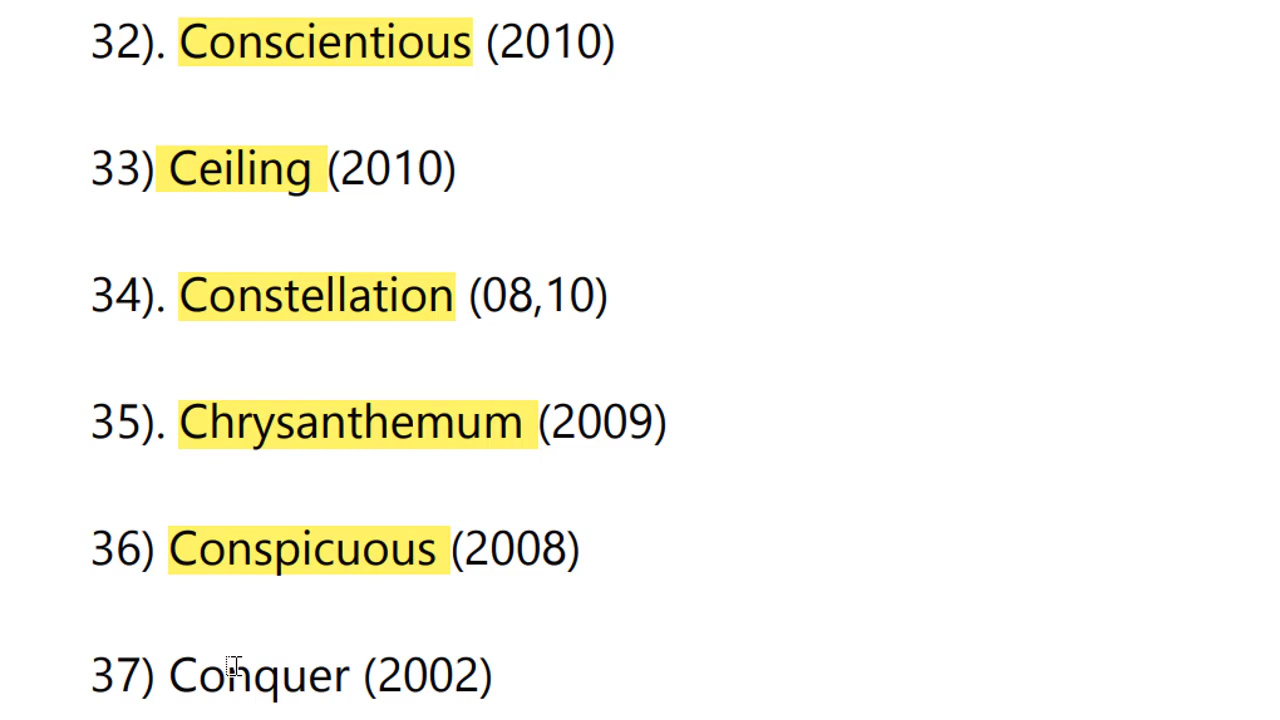 32). Conscientious (2010)
33) Ceiling (2010)
34). Constellation (08,10)
35). Chrysanthemum (2009)
36) Conspicuous (2008)
37) Conquer (2002)